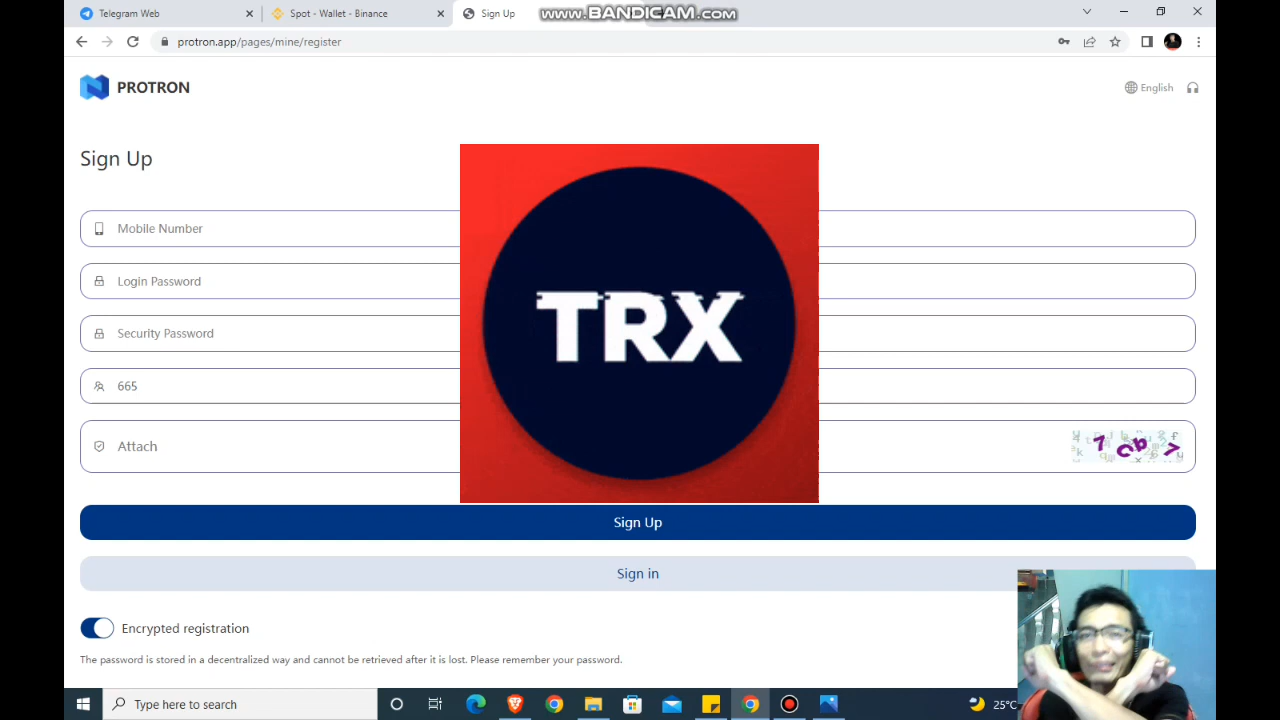 Telegram Web
Spot - Wallet - Binance
Sign Up
www.BANDICAM.com
protron.app/pages/mine/register
PROTRON
English
Sign Up
Mobile Number
Login Password
Security Password
665
Attach
7 C b 7
TRX
Sign Up
Sign in
Encrypted registration
The password is stored in a decentralized way and cannot be retrieved after it is lost. Please remember your password.
Type here to search
25°C